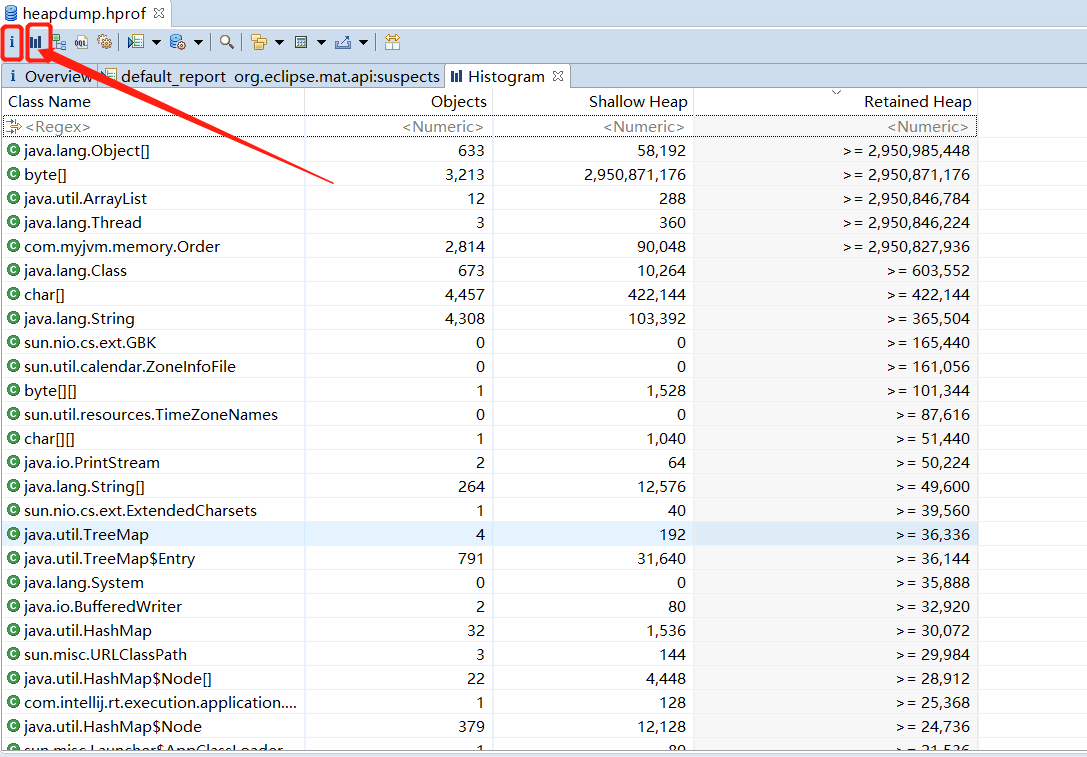 heapdump.hprof
i OQL
i Overview default_report org.eclipse.mat.api:suspects Histogram
Class Name Objects Shallow Heap Retained Heap
<Regex> <Numeric> <Numeric> <Numeric>
java.lang.Object[] 633 58,192 >= 2,950,985,448
byte[] 3,213 2,950,871,176 >= 2,950,871,176
java.util.ArrayList 12 288 >= 2,950,846,784
java.lang.Thread 3 360 >= 2,950,846,224
com.myjvm.memory.Order 2,814 90,048 >= 2,950,827,936
java.lang.Class 673 10,264 >= 603,552
char[] 4,457 422,144 >= 422,144
java.lang.String 4,308 103,392 >= 365,504
sun.nio.cs.ext.GBK 0 0 >= 165,440
sun.util.calendar.ZoneInfoFile 0 0 >= 161,056
byte[][] 1 1,528 >= 101,344
sun.util.resources.TimeZoneNames 0 0 >= 87,616
char[][] 1 1,040 >= 51,440
java.io.PrintStream 2 64 >= 50,224
java.lang.String[] 264 12,576 >= 49,600
sun.nio.cs.ext.ExtendedCharsets 1 40 >= 39,560
java.util.TreeMap 4 192 >= 36,336
java.util.TreeMap$Entry 791 31,640 >= 36,144
java.lang.System 0 0 >= 35,888
java.io.BufferedWriter 2 80 >= 32,920
java.util.HashMap 32 1,536 >= 30,072
sun.misc.URLClassPath 3 144 >= 29,984
java.util.HashMap$Node[] 22 4,448 >= 28,912
com.intellij.rt.execution.application.... 1 128 >= 25,368
java.util.HashMap$Node 379 12,128 >= 24,736
sun.misc.Launcher$AppClassLoader 1 80